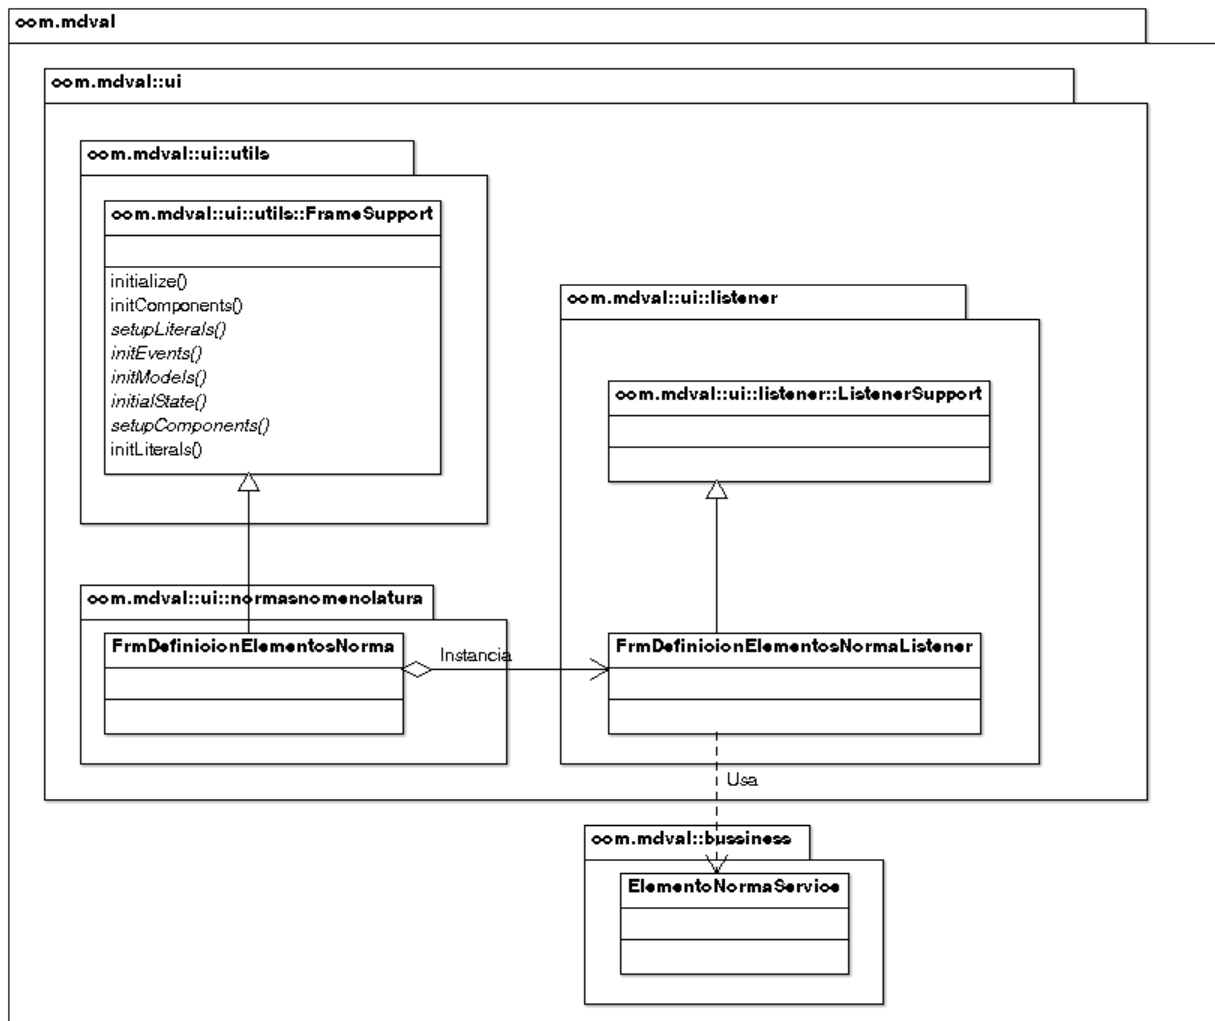 com.mdval
com.mdval::ui
com.mdval::ui::utils
com.mdval::ui::utils::FrameSupport
initialize()
initComponents()
setupLiterals()
initEvents()
initModels()
initialState()
setupComponents()
initLiterals()
com.mdval::ui::listener
com.mdval::ui::listener::ListenerSupport
com.mdval::ui::normasnomenclatura
FrmDefinicionElementosNorma
Instancia
FrmDefinicionElementosNormaListener
Usa
com.mdval::bussiness
ElementoNormaService